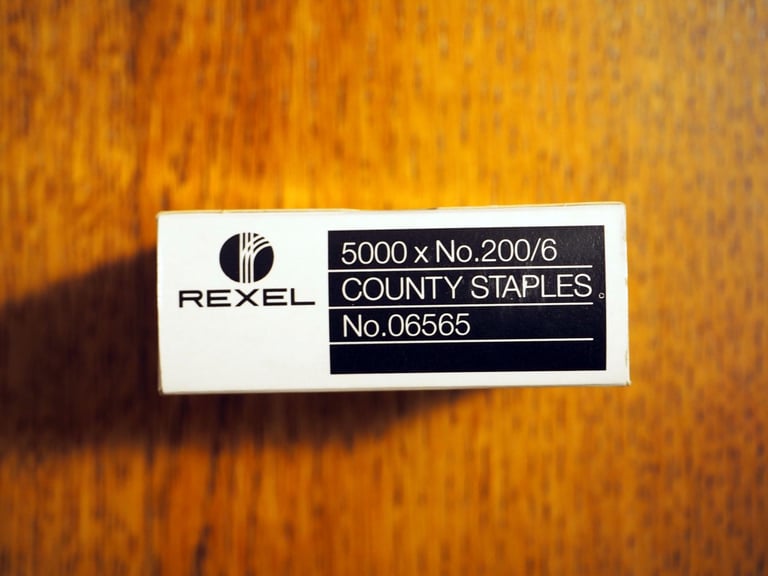 REXEL
5000 x No.200/6
COUNTY STAPLES
No.06565